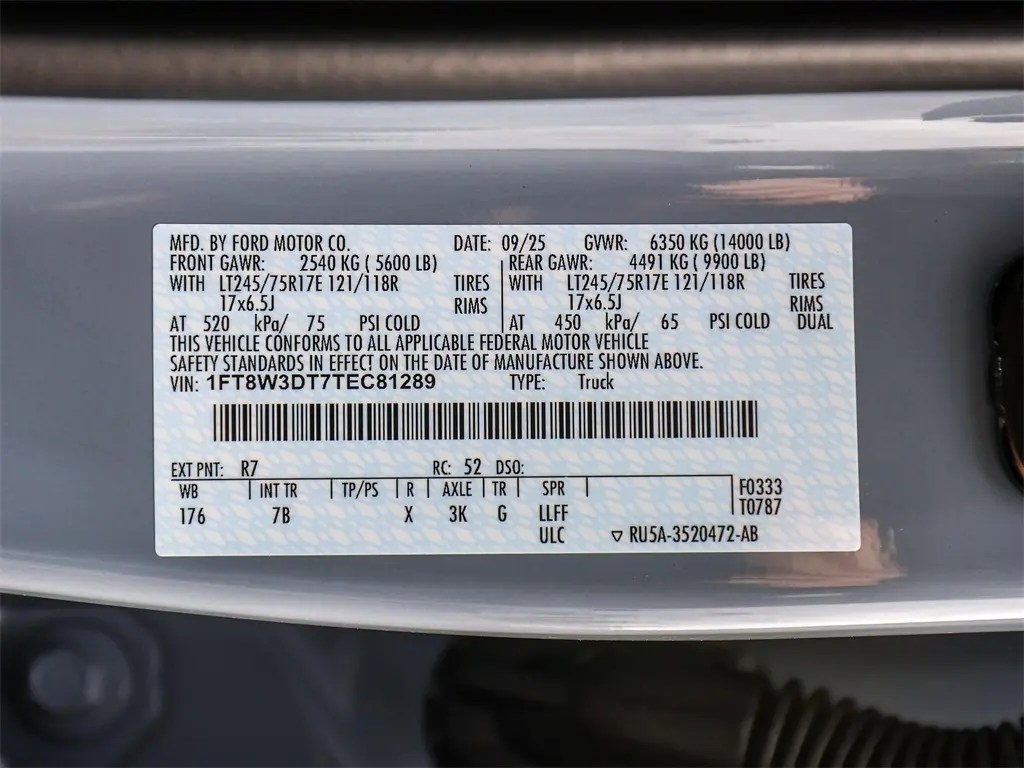 MFD. BY FORD MOTOR CO. DATE: 09/25 GVWR: 6350 KG (14000 LB)
FRONT GAWR: 2540 KG ( 5600 LB) REAR GAWR: 4491 KG ( 9900 LB)
WITH LT245/75R17E 121/118R TIRES WITH LT245/75R17E 121/118R TIRES
17x6.5J RIMS 17x6.5J RIMS
AT 520 kPa/ 75 PSI COLD AT 450 kPa/ 65 PSI COLD DUAL
THIS VEHICLE CONFORMS TO ALL APPLICABLE FEDERAL MOTOR VEHICLE
SAFETY STANDARDS IN EFFECT ON THE DATE OF MANUFACTURE SHOWN ABOVE.
VIN: 1FT8W3DT7TEC81289 TYPE: Truck
EXT PNT: R7 RC: 52 DSO:
WB INT TR TP/PS R AXLE TR SPR F0333
176 7B X 3K G LLFF T0787
ULC ▽ RU5A-3520472-AB